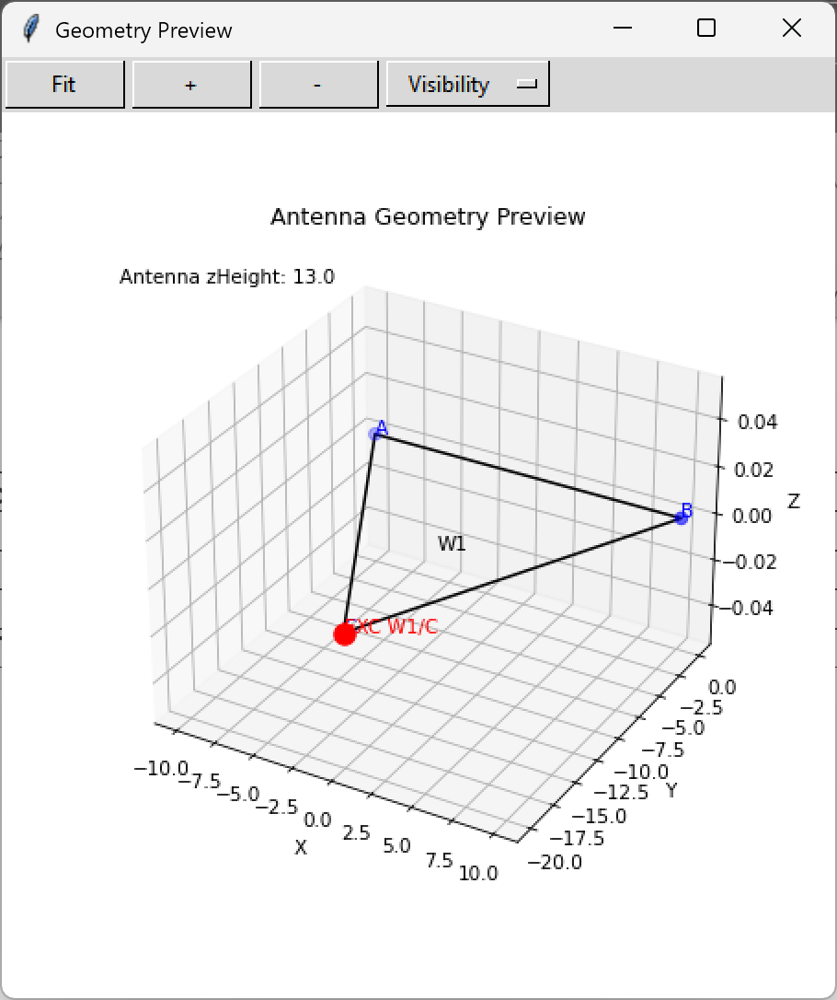 Geometry Preview
Fit + - Visibility
Antenna Geometry Preview
Antenna zHeight: 13.0
A
B
W1
EXC W1/C
0.04
0.02
0.00
−0.02
−0.04
Z
0.0
−2.5
−5.0
−7.5
−10.0
−12.5
−15.0
−17.5
−20.0
Y
−10.0
−7.5
−5.0
−2.5
0.0
2.5
5.0
7.5
10.0
X